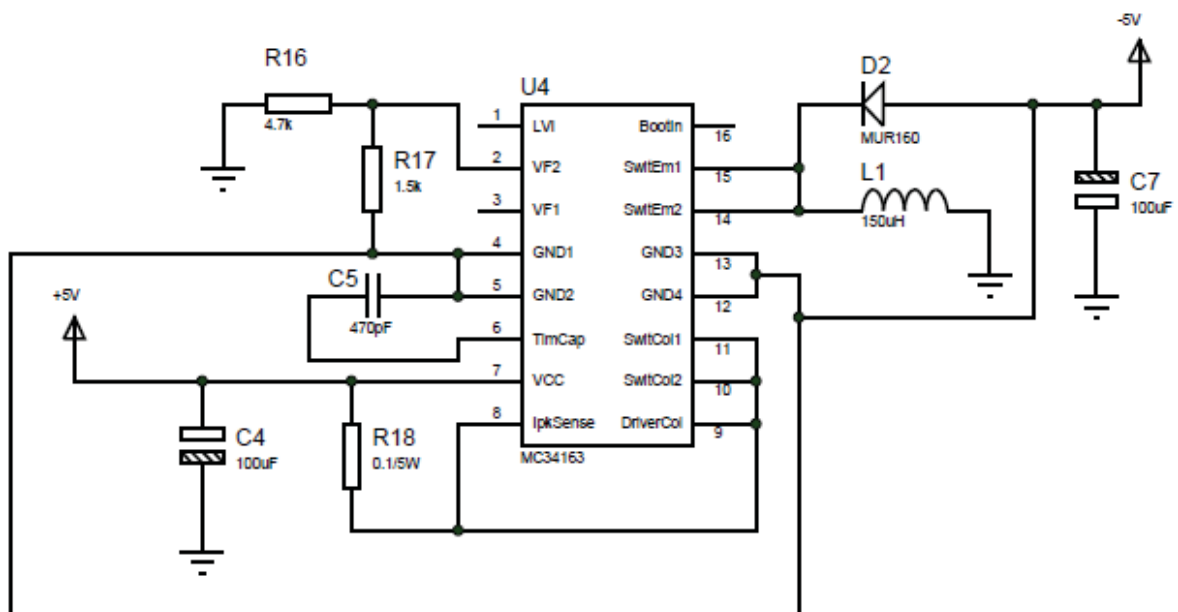 -5V
R16
4.7k
D2
MUR160
U4
1
LVI
BootIn
16
2
VF2
SwitEm1
15
R17
1.5k
L1
150uH
C7
100uF
3
VF1
SwitEm2
14
4
GND1
GND3
13
C5
470pF
5
GND2
GND4
12
+5V
6
TimCap
SwitCol1
11
7
VCC
SwitCol2
10
8
IpkSense
DriverCol
9
C4
100uF
R18
0.1/5W
MC34163